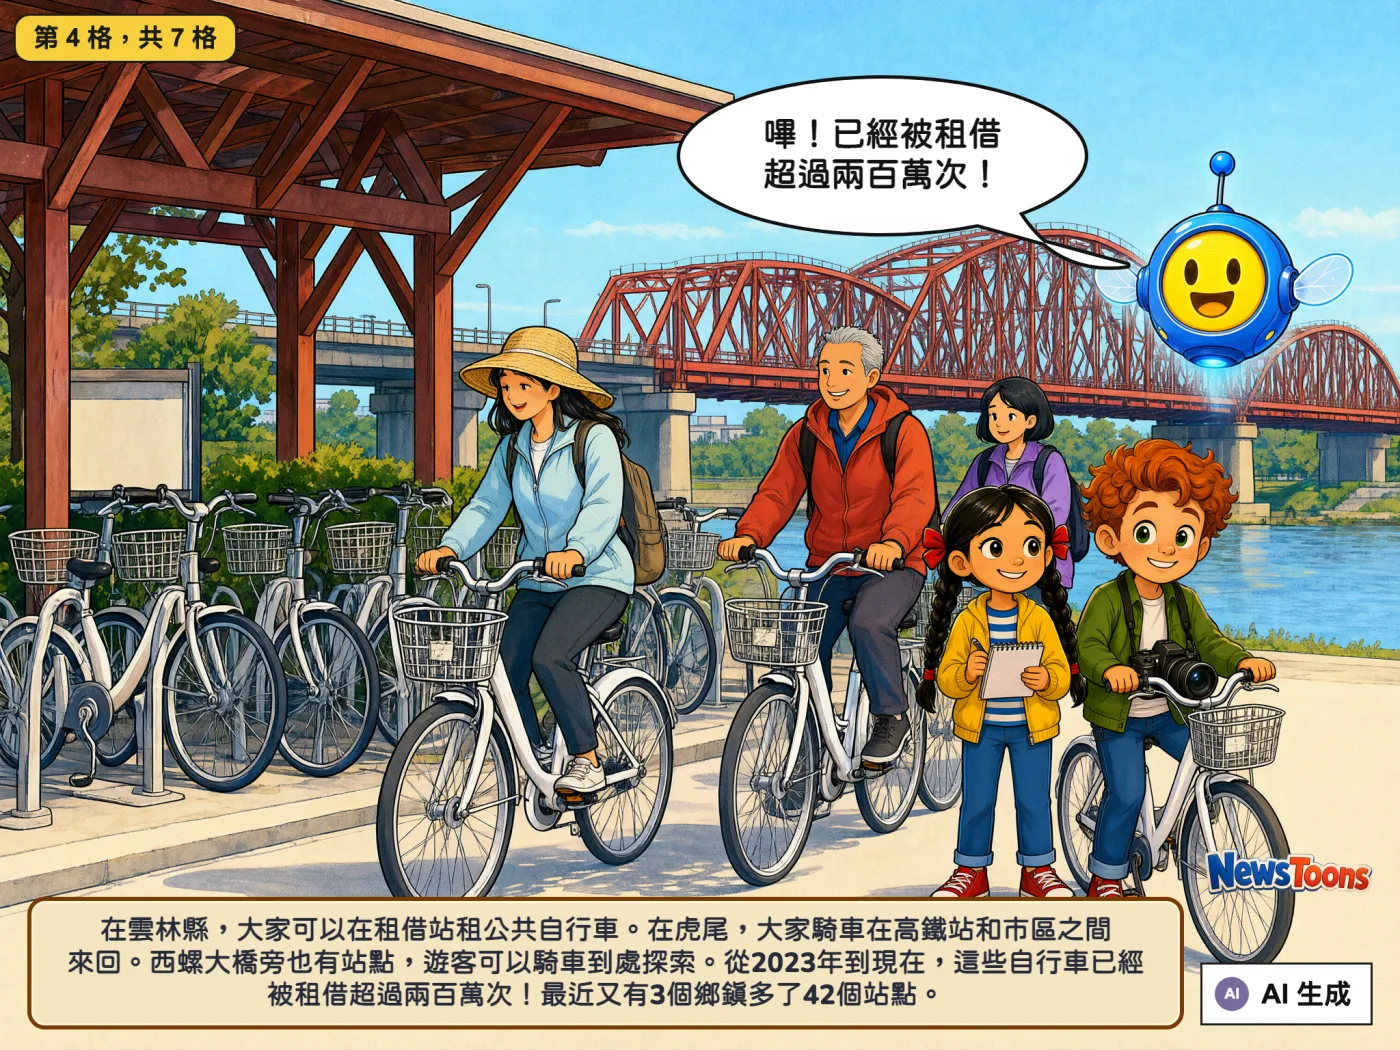 第 4 格，共 7 格
嗶！已經被租借
超過兩百萬次！
NewsToons
在雲林縣，大家可以在租借站租公共自行車。在虎尾，大家騎車在高鐵站和市區之間
來回。西螺大橋旁也有站點，遊客可以騎車到處探索。從2023年到現在，這些自行車已經
被租借超過兩百萬次！最近又有3個鄉鎮多了42個站點。
AI AI 生成